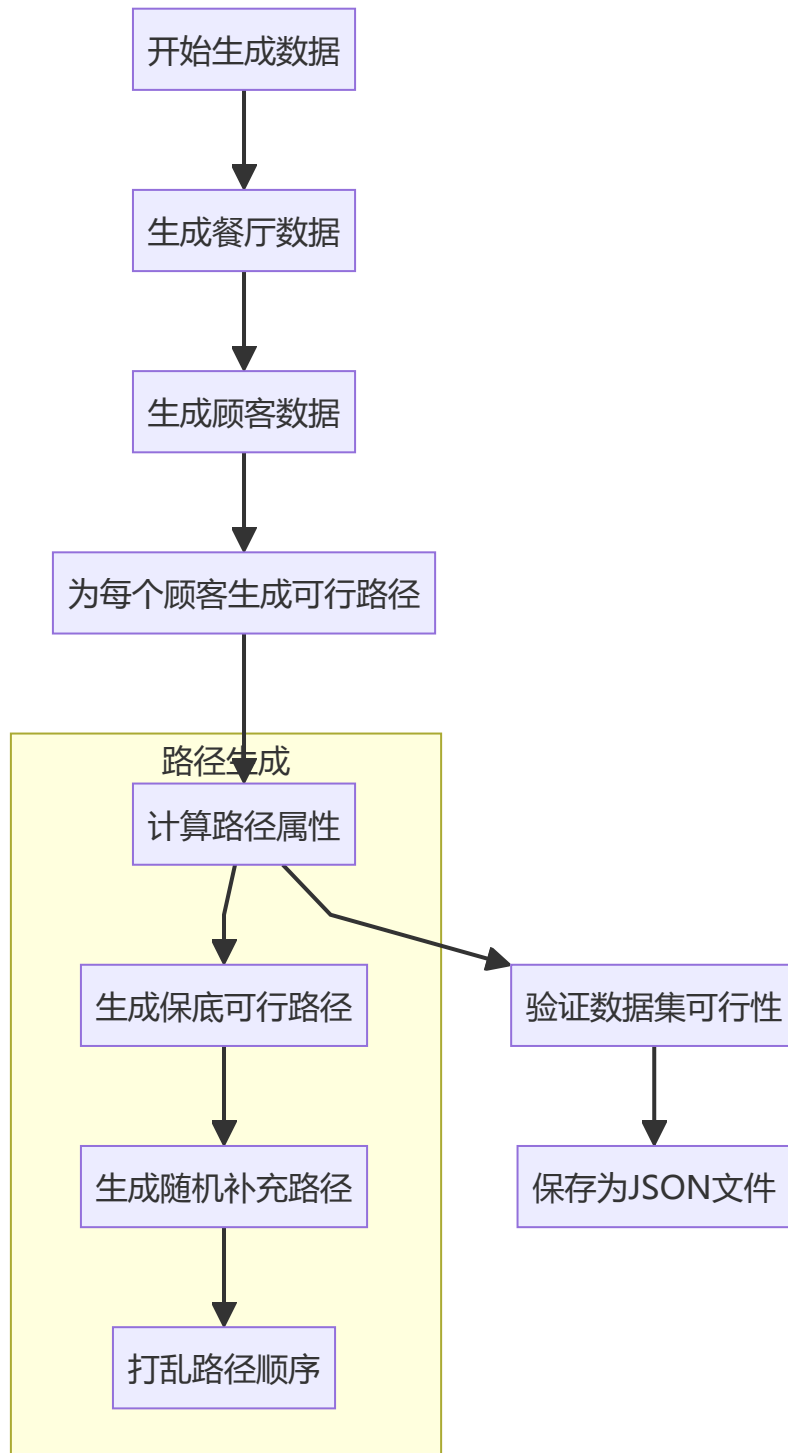 开始生成数据
生成餐厅数据
生成顾客数据
为每个顾客生成可行路径
路径生成
计算路径属性
生成保底可行路径
验证数据集可行性
生成随机补充路径
保存为JSON文件
打乱路径顺序